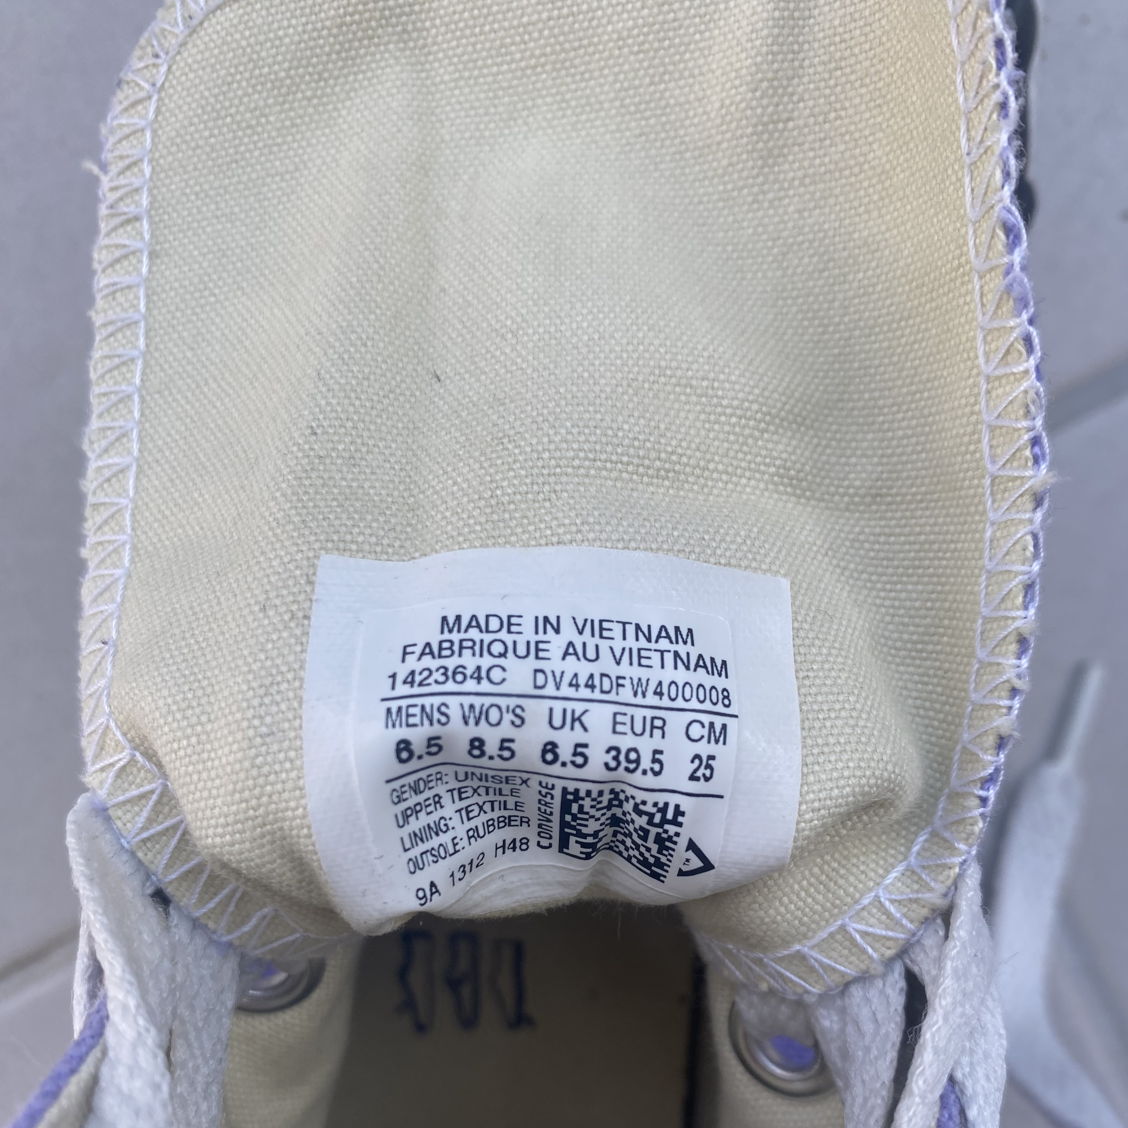 MADE IN VIETNAM
FABRIQUE AU VIETNAM
142364C DV44DFW400008
MENS WO'S UK EUR CM
6.5 8.5 6.5 39.5 25
GENDER: UNISEX
UPPER TEXTILE
LINING: TEXTILE
OUTSOLE: RUBBER
9A 1312 H48
CONVERSE
™